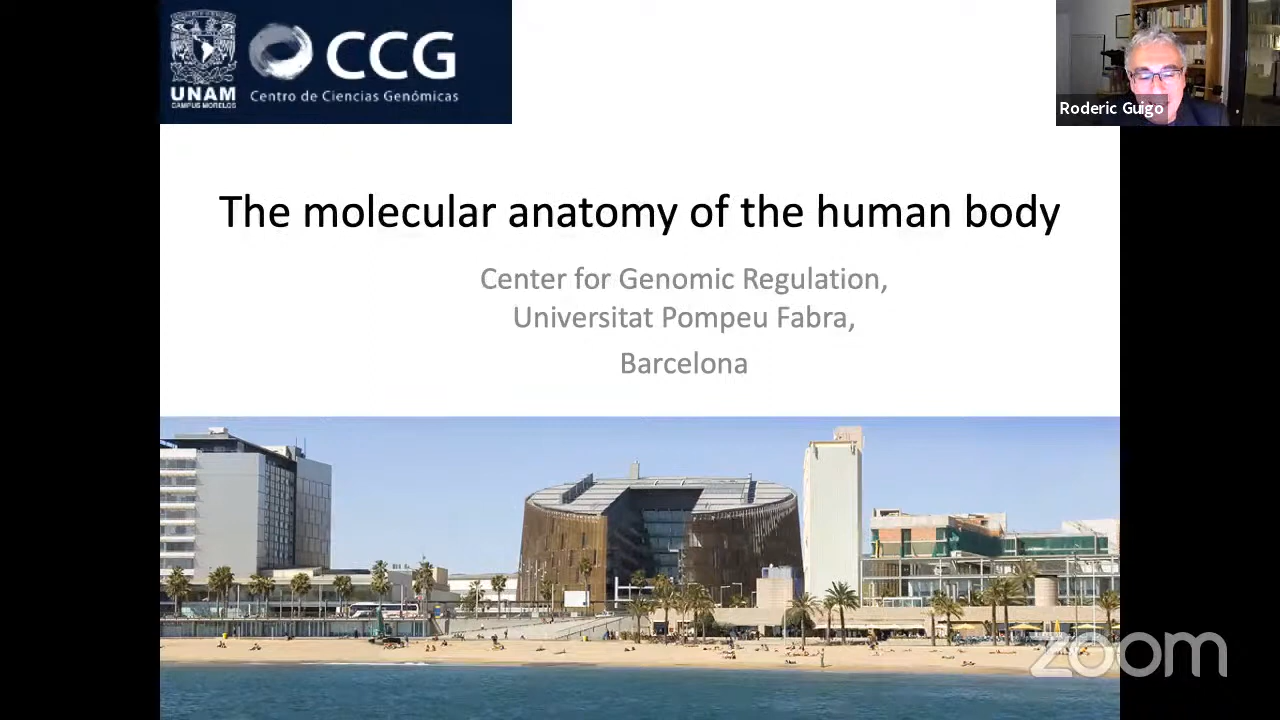 UNAM
CAMPUS MORELOS
CCG
Centro de Ciencias Genómicas
Roderic Guigo
The molecular anatomy of the human body
Center for Genomic Regulation,
Universitat Pompeu Fabra,
Barcelona
zoom